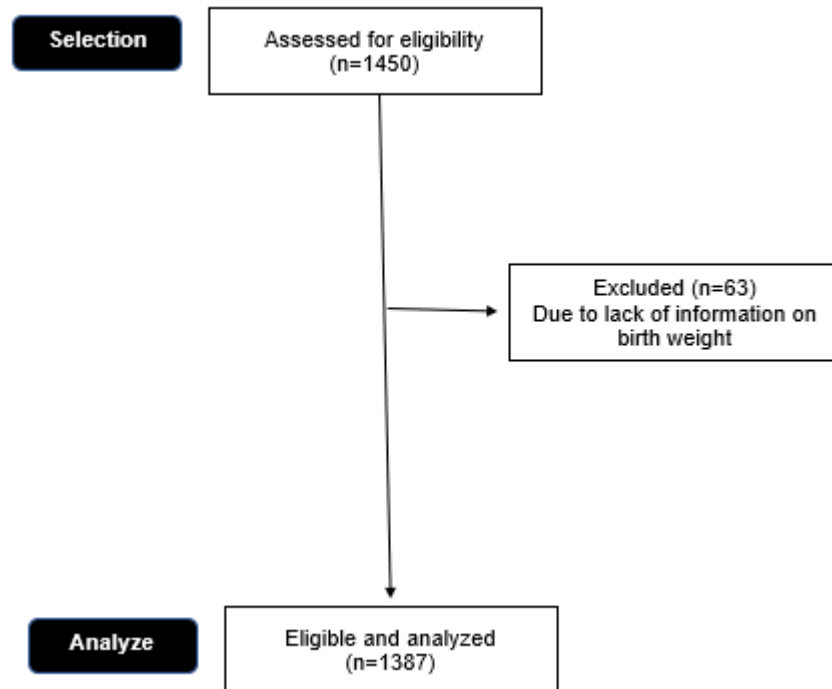 Selection
Assessed for eligibility
(n=1450)
Excluded (n=63)
Due to lack of information on
birth weight
Analyze
Eligible and analyzed
(n=1387)